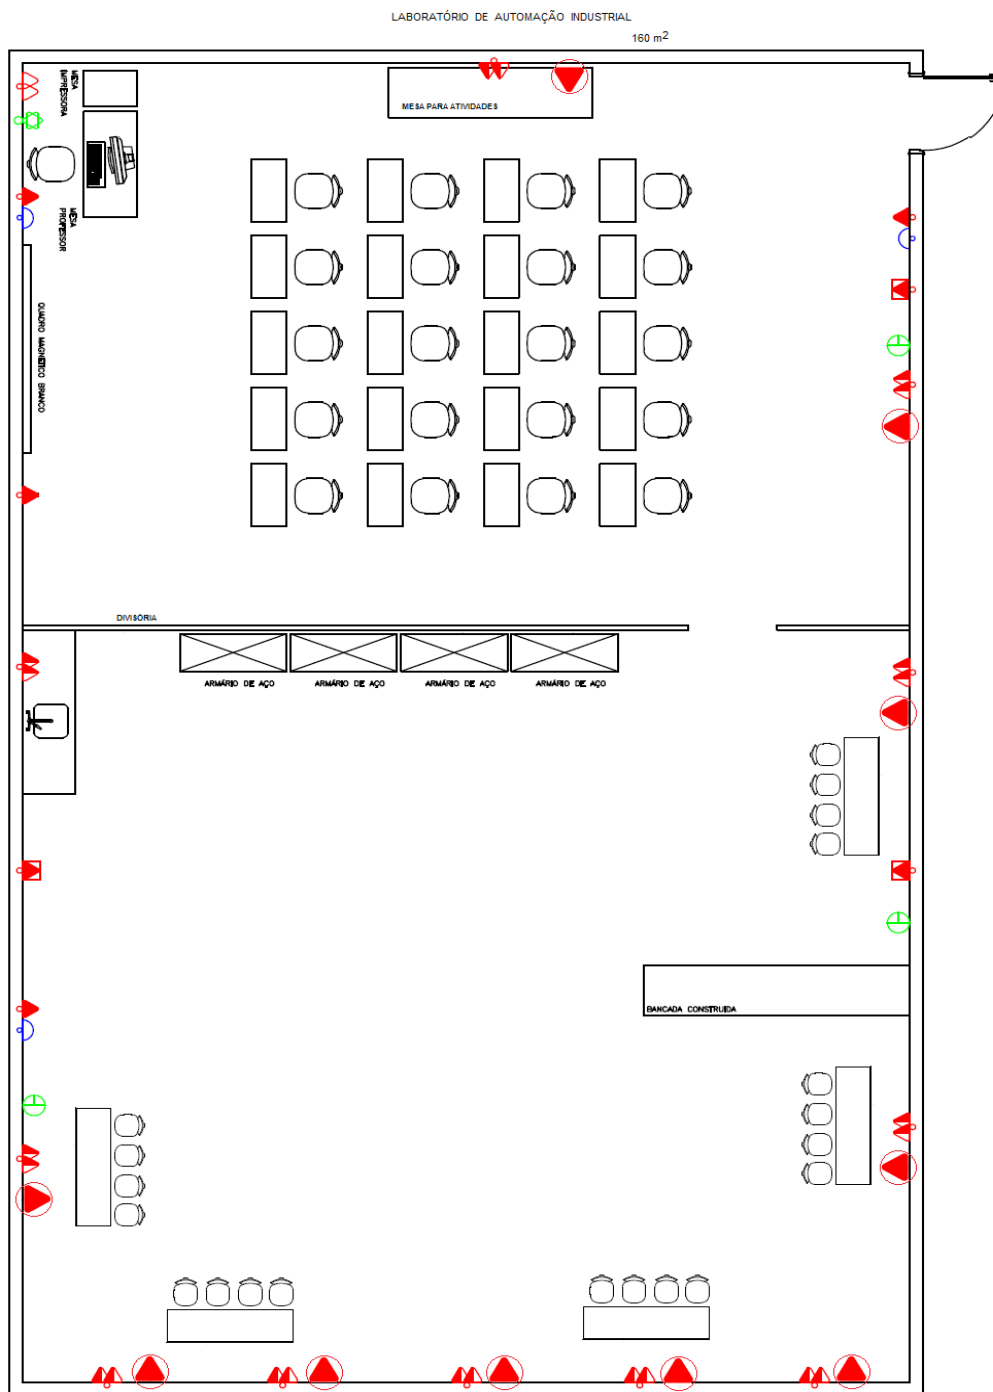 LABORATÓRIO DE AUTOMAÇÃO INDUSTRIAL
160 m2
MESA
IMPRESSORA
MESA PARA ATIVIDADES
MESA
PROFESSOR
QUADRO MAGNÉTICO BRANCO
DIVISÓRIA
ARMÁRIO DE AÇO
ARMÁRIO DE AÇO
ARMÁRIO DE AÇO
ARMÁRIO DE AÇO
BANCADA CONSTRUIDA